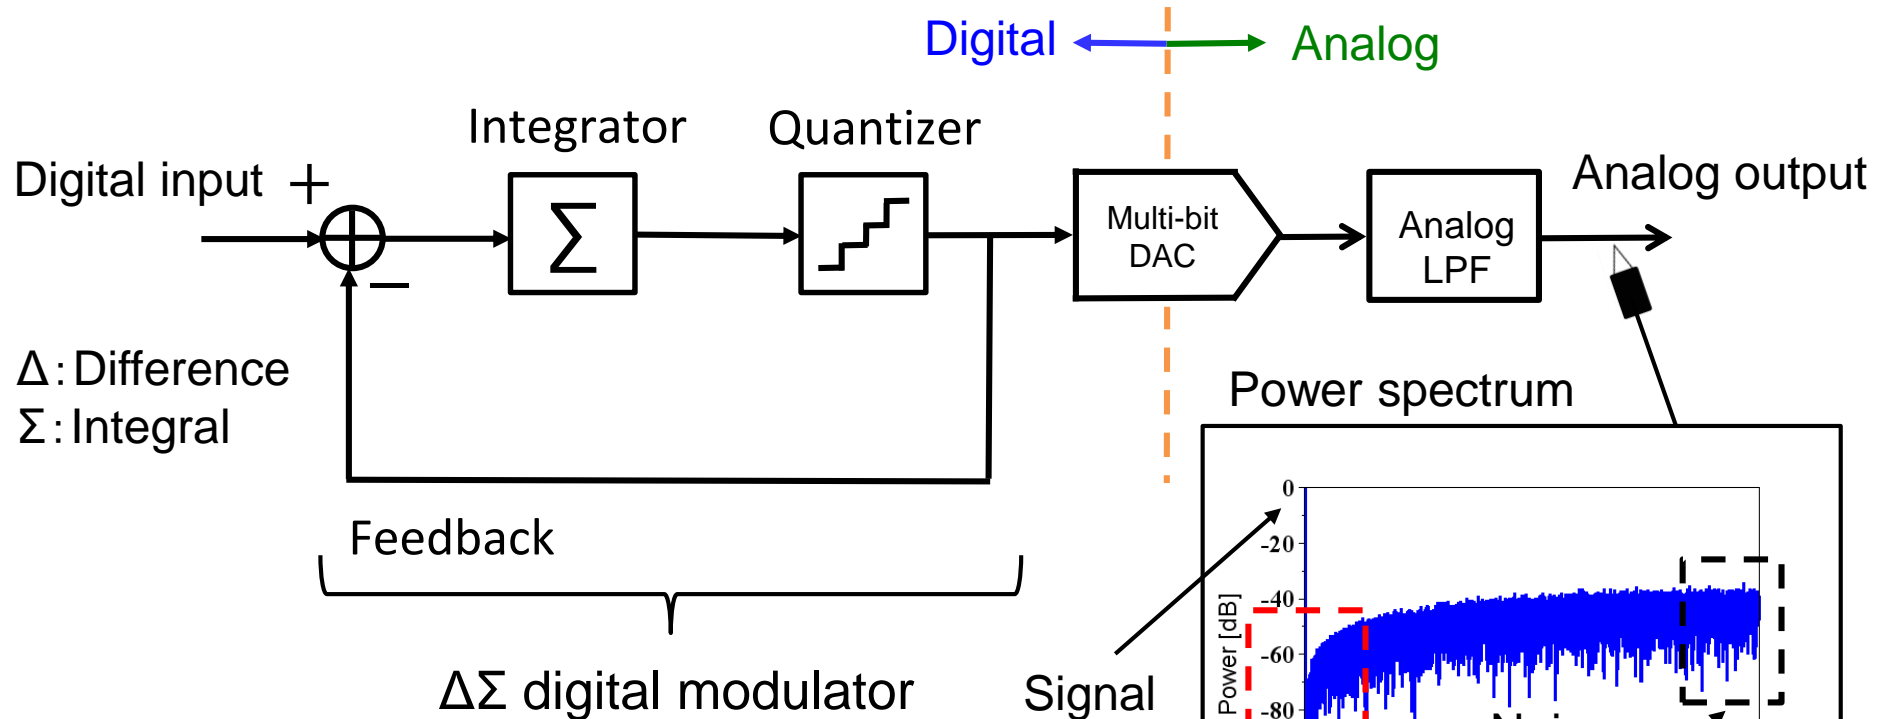 Digital
Analog
Integrator
Quantizer
Digital input +
Analog output
Σ
Multi-bit
DAC
Analog
LPF
−
Δ:Difference
Σ:Integral
Power spectrum
Feedback
0
-20
-40
-60
-80
Power [dB]
ΔΣ digital modulator
Signal